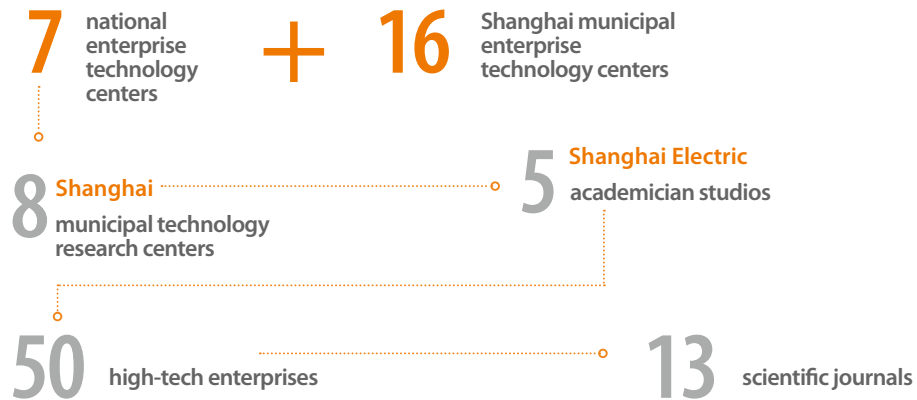 7
national
enterprise
technology
centers
+
16
Shanghai municipal
enterprise
technology centers
8
Shanghai
municipal technology
research centers
5
Shanghai Electric
academician studios
50
high-tech enterprises
13
scientific journals